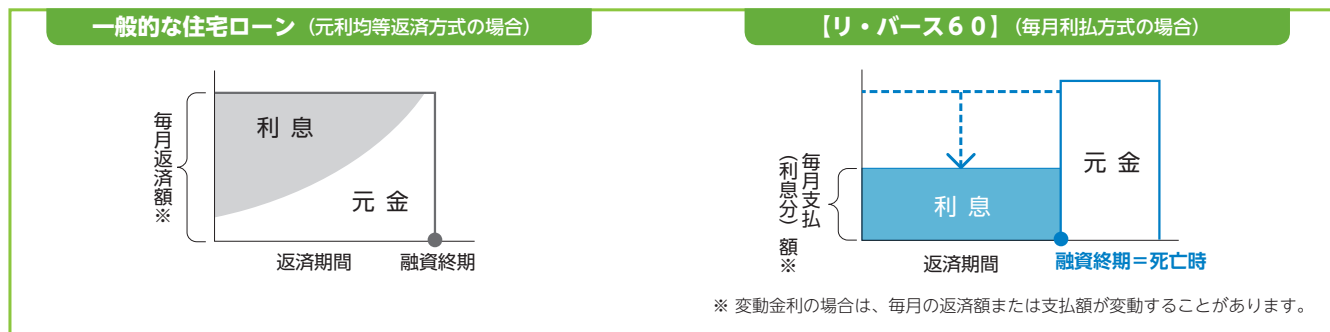 一般的な住宅ローン（元利均等返済方式の場合）
毎月返済額※
利息
元金
返済期間
融資終期
【リ・バース６０】（毎月利払方式の場合）
毎月支払額※
（利息分）
利息
元金
返済期間
融資終期＝死亡時
※ 変動金利の場合は、毎月の返済額または支払額が変動することがあります。